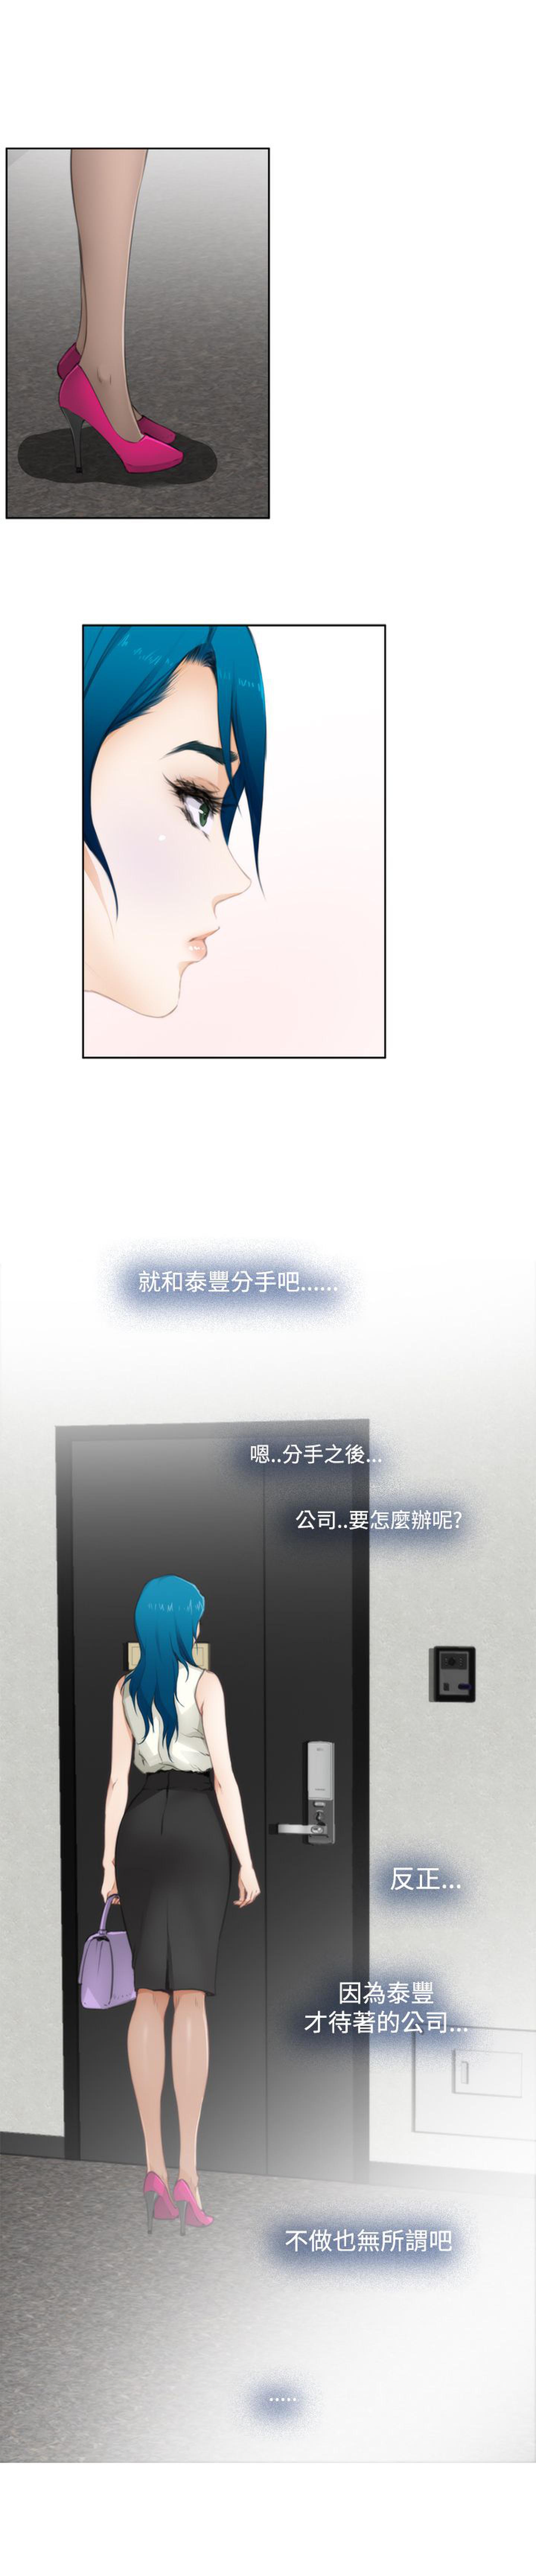 就和泰豐分手吧......
嗯..分手之後...
公司..要怎麼辦呢?
反正...
因為泰豐
才待著的公司...
不做也無所謂吧
.....